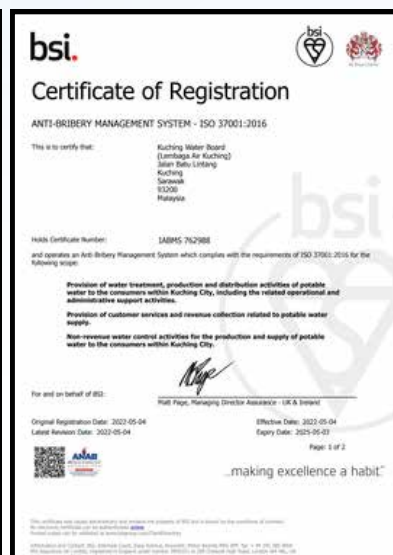 bsi.
bsi
By Royal Charter
Certificate of Registration
ANTI-BRIBERY MANAGEMENT SYSTEM - ISO 37001:2016
This is to certify that:
Kuching Water Board
(Lembaga Air Kuching)
Jalan Batu Lintang
Kuching
Sarawak
93200
Malaysia
Holds Certificate Number:
IABMS 762988
and operates an Anti-Bribery Management System which complies with the requirements of ISO 37001:2016 for the
following scope:
Provision of water treatment, production and distribution activities of potable
water to the consumers within Kuching City, including the related operational and
administrative support activities.
Provision of customer services and revenue collection related to potable water
supply.
Non-revenue water control activities for the production and supply of potable
water to the consumers within Kuching City.
For and on behalf of BSI:
Matt Page, Managing Director Assurance - UK & Ireland
Original Registration Date: 2022-05-04
Effective Date: 2022-05-04
Latest Revision Date: 2022-05-04
Expiry Date: 2025-05-03
Page: 1 of 2
ANAB
...making excellence a habit.